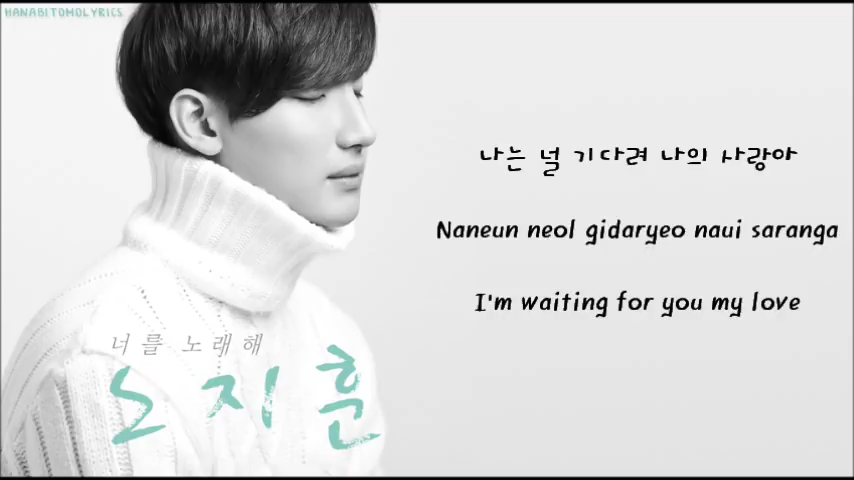 HANABITOMOLYRICS
나는 널 기다려 나의 사랑아
Naneun neol gidaryeo naui saranga
I'm waiting for you my love
너를 노래해
노지훈